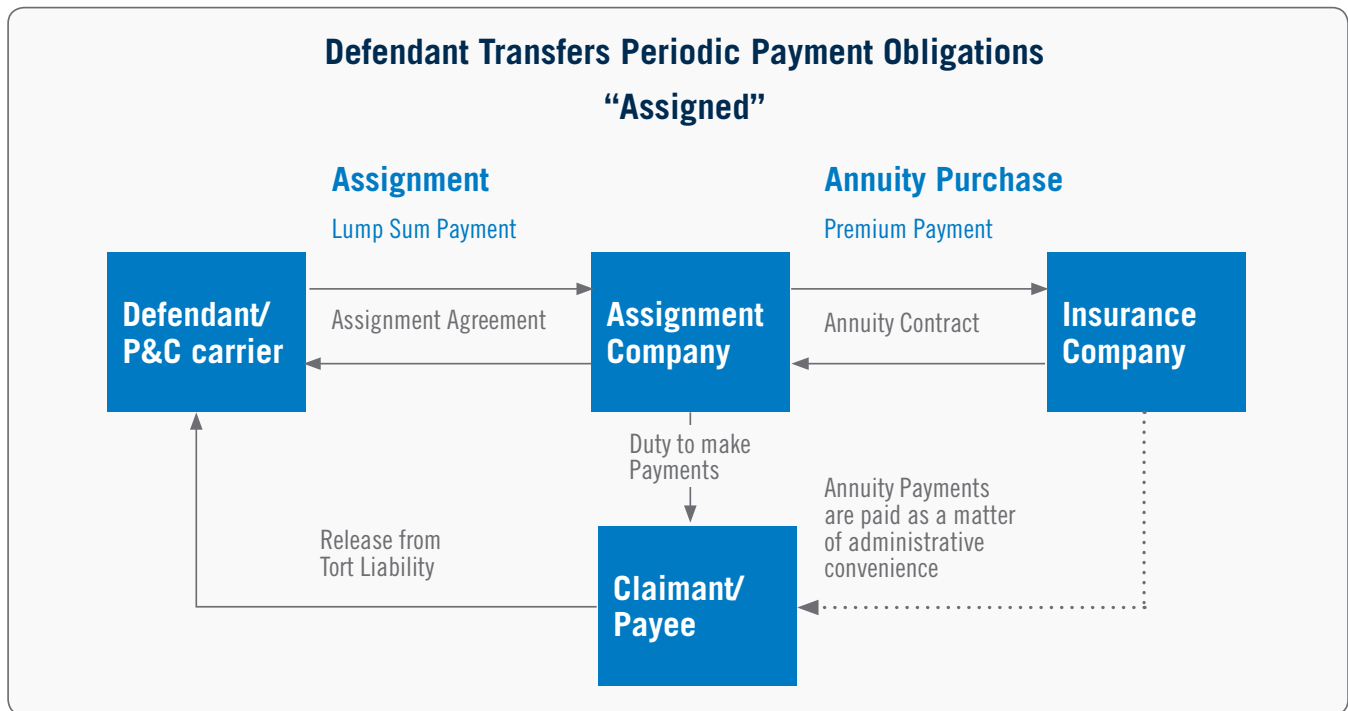 Defendant Transfers Periodic Payment Obligations
“Assigned”
Assignment
Lump Sum Payment
Annuity Purchase
Premium Payment
Defendant/
P&C carrier
Assignment Agreement
Assignment
Company
Annuity Contract
Insurance
Company
Duty to make
Payments
Release from
Tort Liability
Annuity Payments
are paid as a matter
of administrative
convenience
Claimant/
Payee